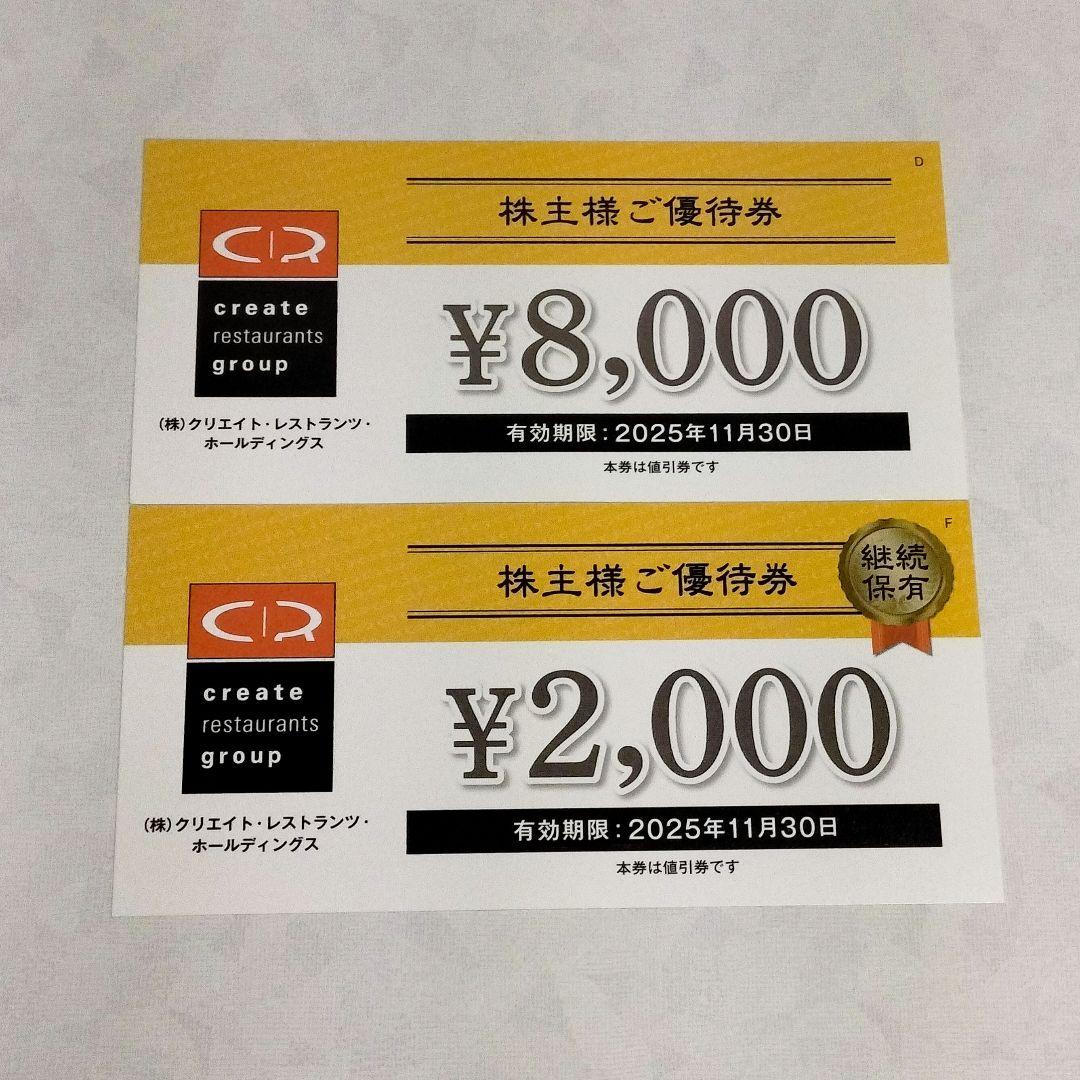 D
株主様ご優待券
CR
create
restaurants
group
¥8,000
(株)クリエイト・レストランツ・
ホールディングス
有効期限:2025年11月30日
本券は値引券です
F
株主様ご優待券
継続
保有
CR
create
restaurants
group
¥2,000
(株)クリエイト・レストランツ・
ホールディングス
有効期限:2025年11月30日
本券は値引券です